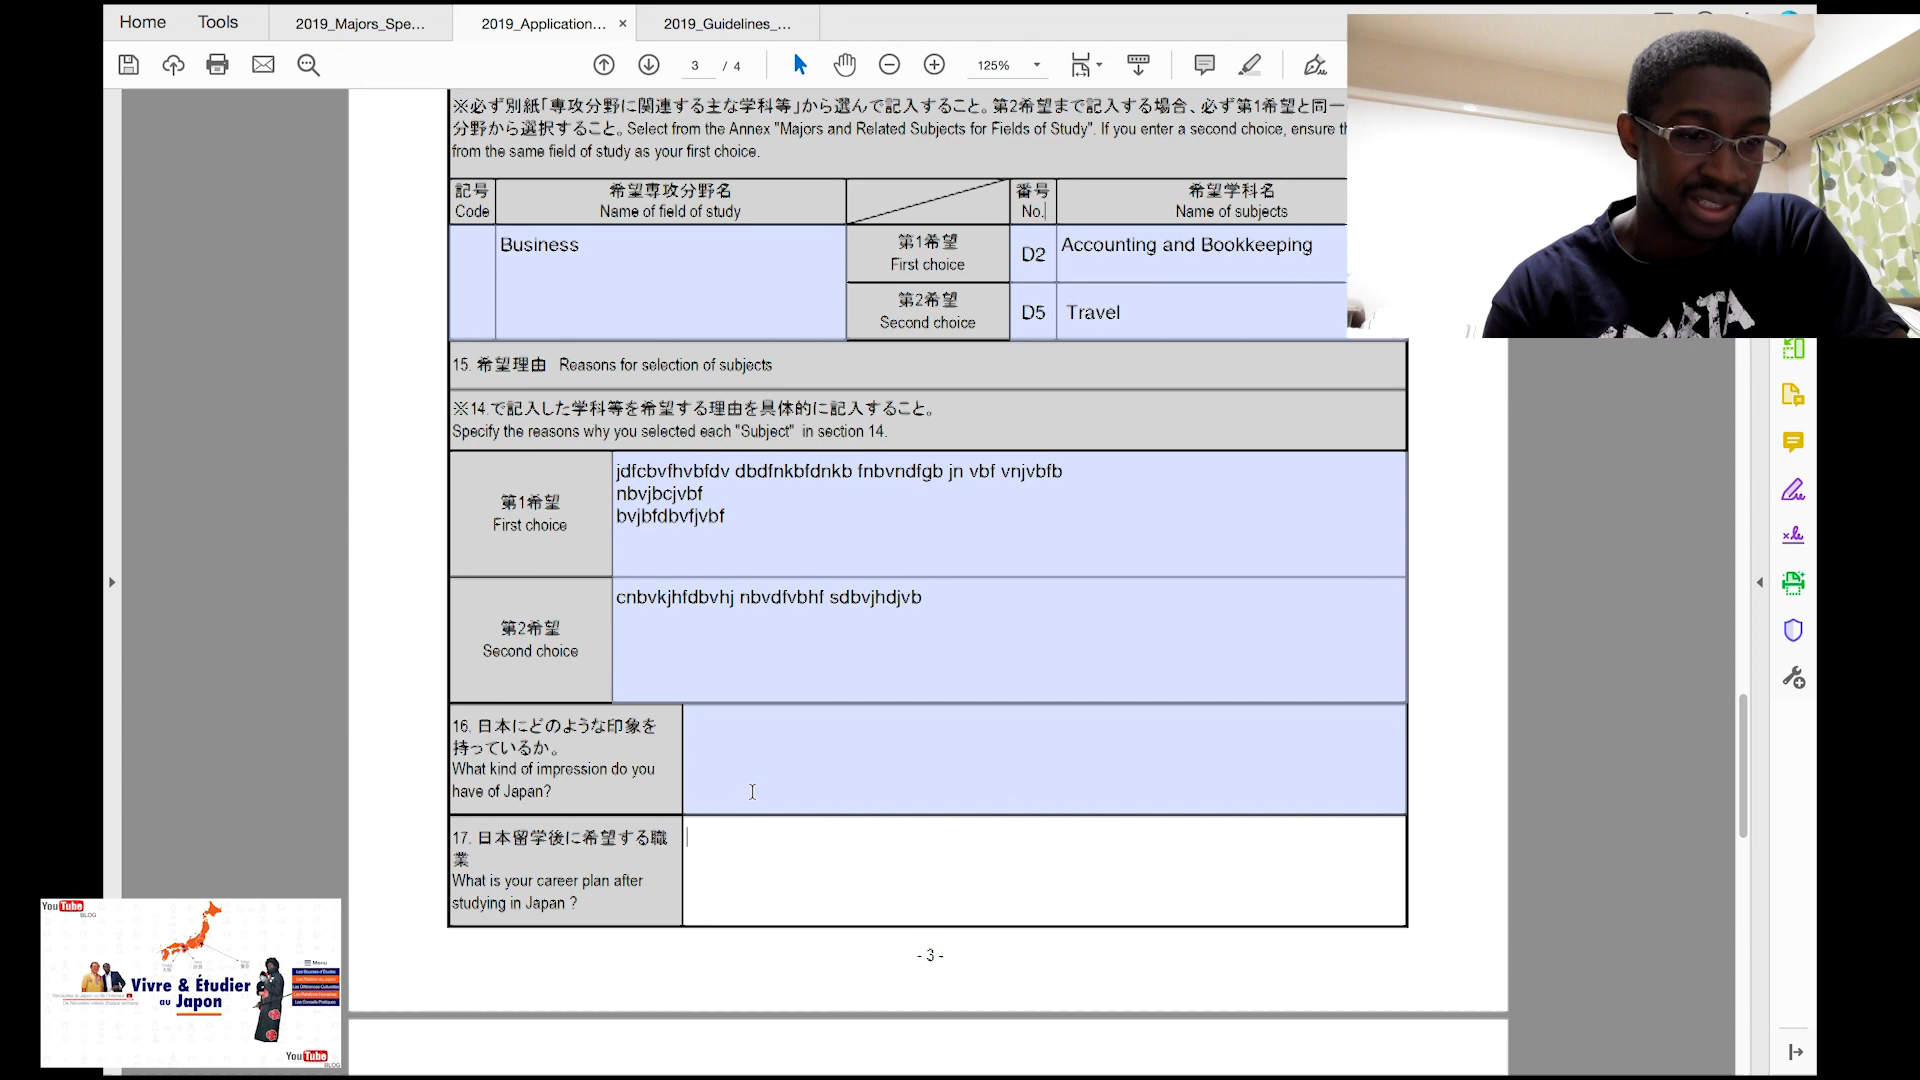 Home Tools 2019_Majors_Spe... 2019_Application... × 2019_Guidelines_...
3 / 4 125%
※必ず別紙「専攻分野に関連する主な学科等」から選んで記入すること。第2希望まで記入する場合、必ず第1希望と同一
分野から選択すること。Select from the Annex "Majors and Related Subjects for Fields of Study". If you enter a second choice, ensure
from the same field of study as your first choice.
記号 希望専攻分野名 番号 希望学科名
Code Name of field of study No. Name of subjects
Business 第1希望 D2 Accounting and Bookkeeping
First choice
第2希望 D5 Travel
Second choice
15. 希望理由 Reasons for selection of subjects
※14.で記入した学科等を希望する理由を具体的に記入すること。
Specify the reasons why you selected each "Subject" in section 14.
第1希望
First choice
jdfcbvfhvbfdv dbdfnkbfdnkb fnbvndfgb jn vbf vnjvbfb
nbvjbcjvbf
bvjbfdbvfjvbf
第2希望
Second choice
cnbvkjhfdbvhj nbvdfvbhf sdbvjhdjvb
16. 日本にどのような印象を
持っているか。
What kind of impression do you
have of Japan?
17. 日本留学後に希望する職
業
What is your career plan after
studying in Japan ?
- 3 -
YouTube
BLOG
Vivre & Étudier
au Japon
Menu
YouTube
BLOG